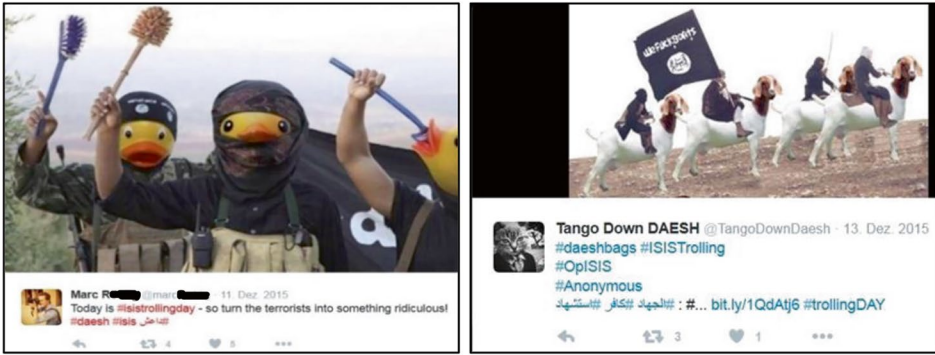 Marc R @marc · 11. Dez. 2015
Today is #isistrollingday - so turn the terrorists into something ridiculous!
#daesh #isis #داعش
Wefuckgoats
Tango Down DAESH @TangoDownDaesh · 13. Dez. 2015
#daeshbags #ISISTrolling
#OpISIS
#Anonymous
#الجهاد #كافر #استشهاد : #... bit.ly/1QdAtj6 #trollingDAY
4
5
3
1